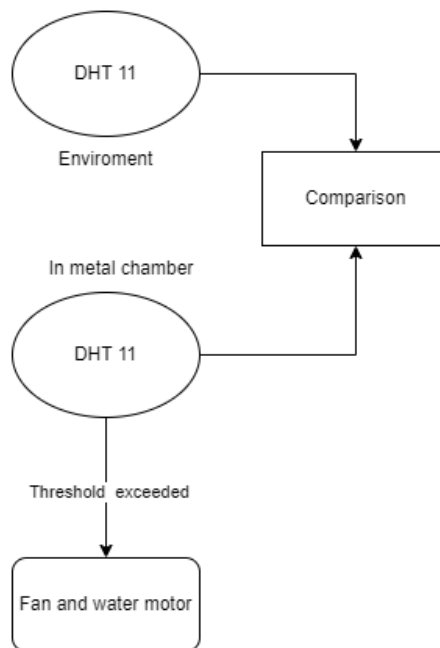 DHT 11
Enviroment
Comparison
In metal chamber
DHT 11
Threshold exceeded
Fan and water motor